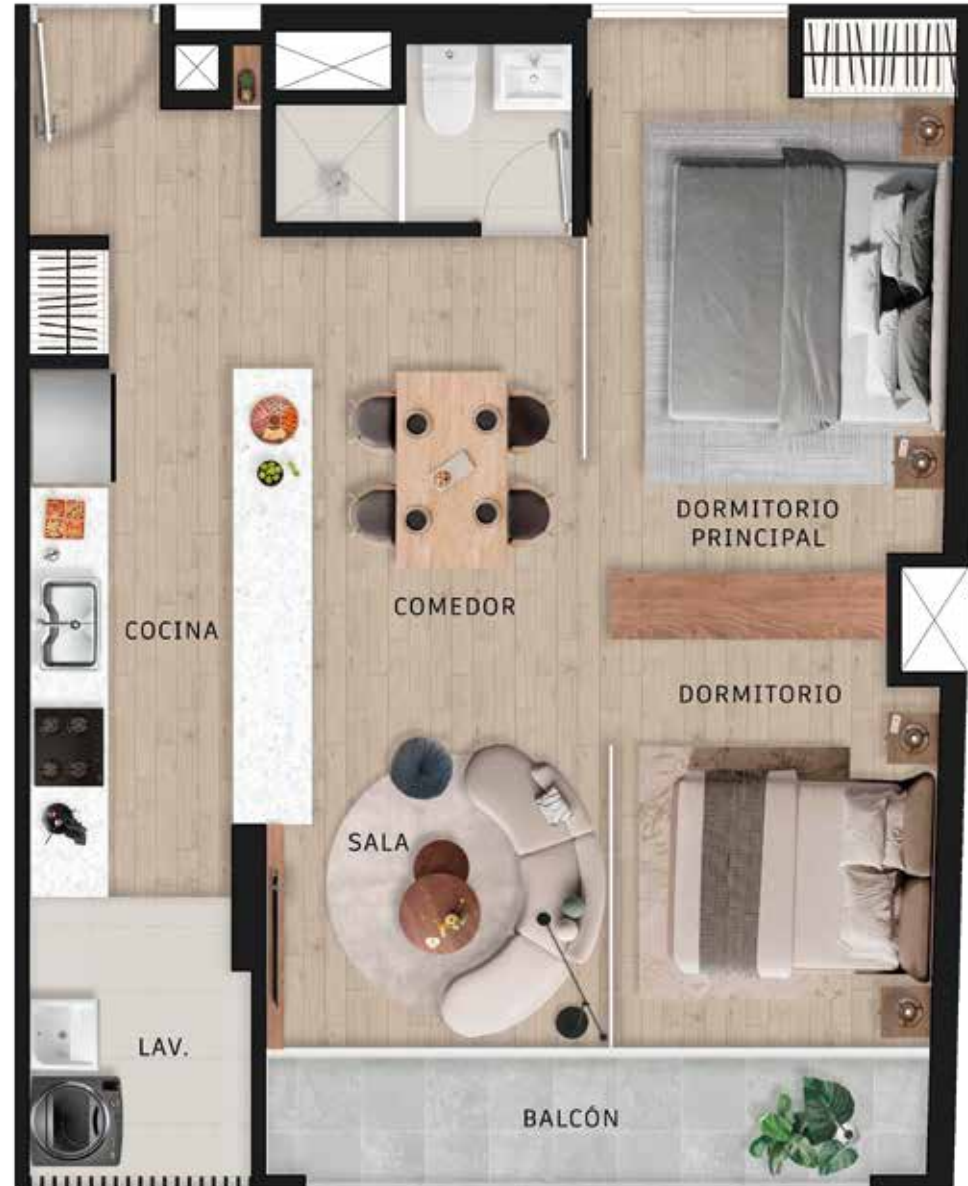 DORMITORIO
PRINCIPAL
COMEDOR
COCINA
DORMITORIO
SALA
LAV.
BALCÓN